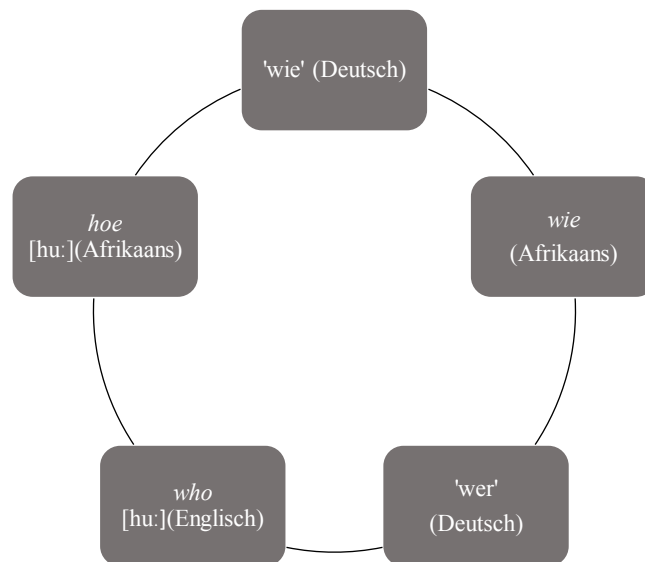 'wie' (Deutsch)
wie
(Afrikaans)
'wer'
(Deutsch)
who
[hu:](Englisch)
hoe
[hu:](Afrikaans)